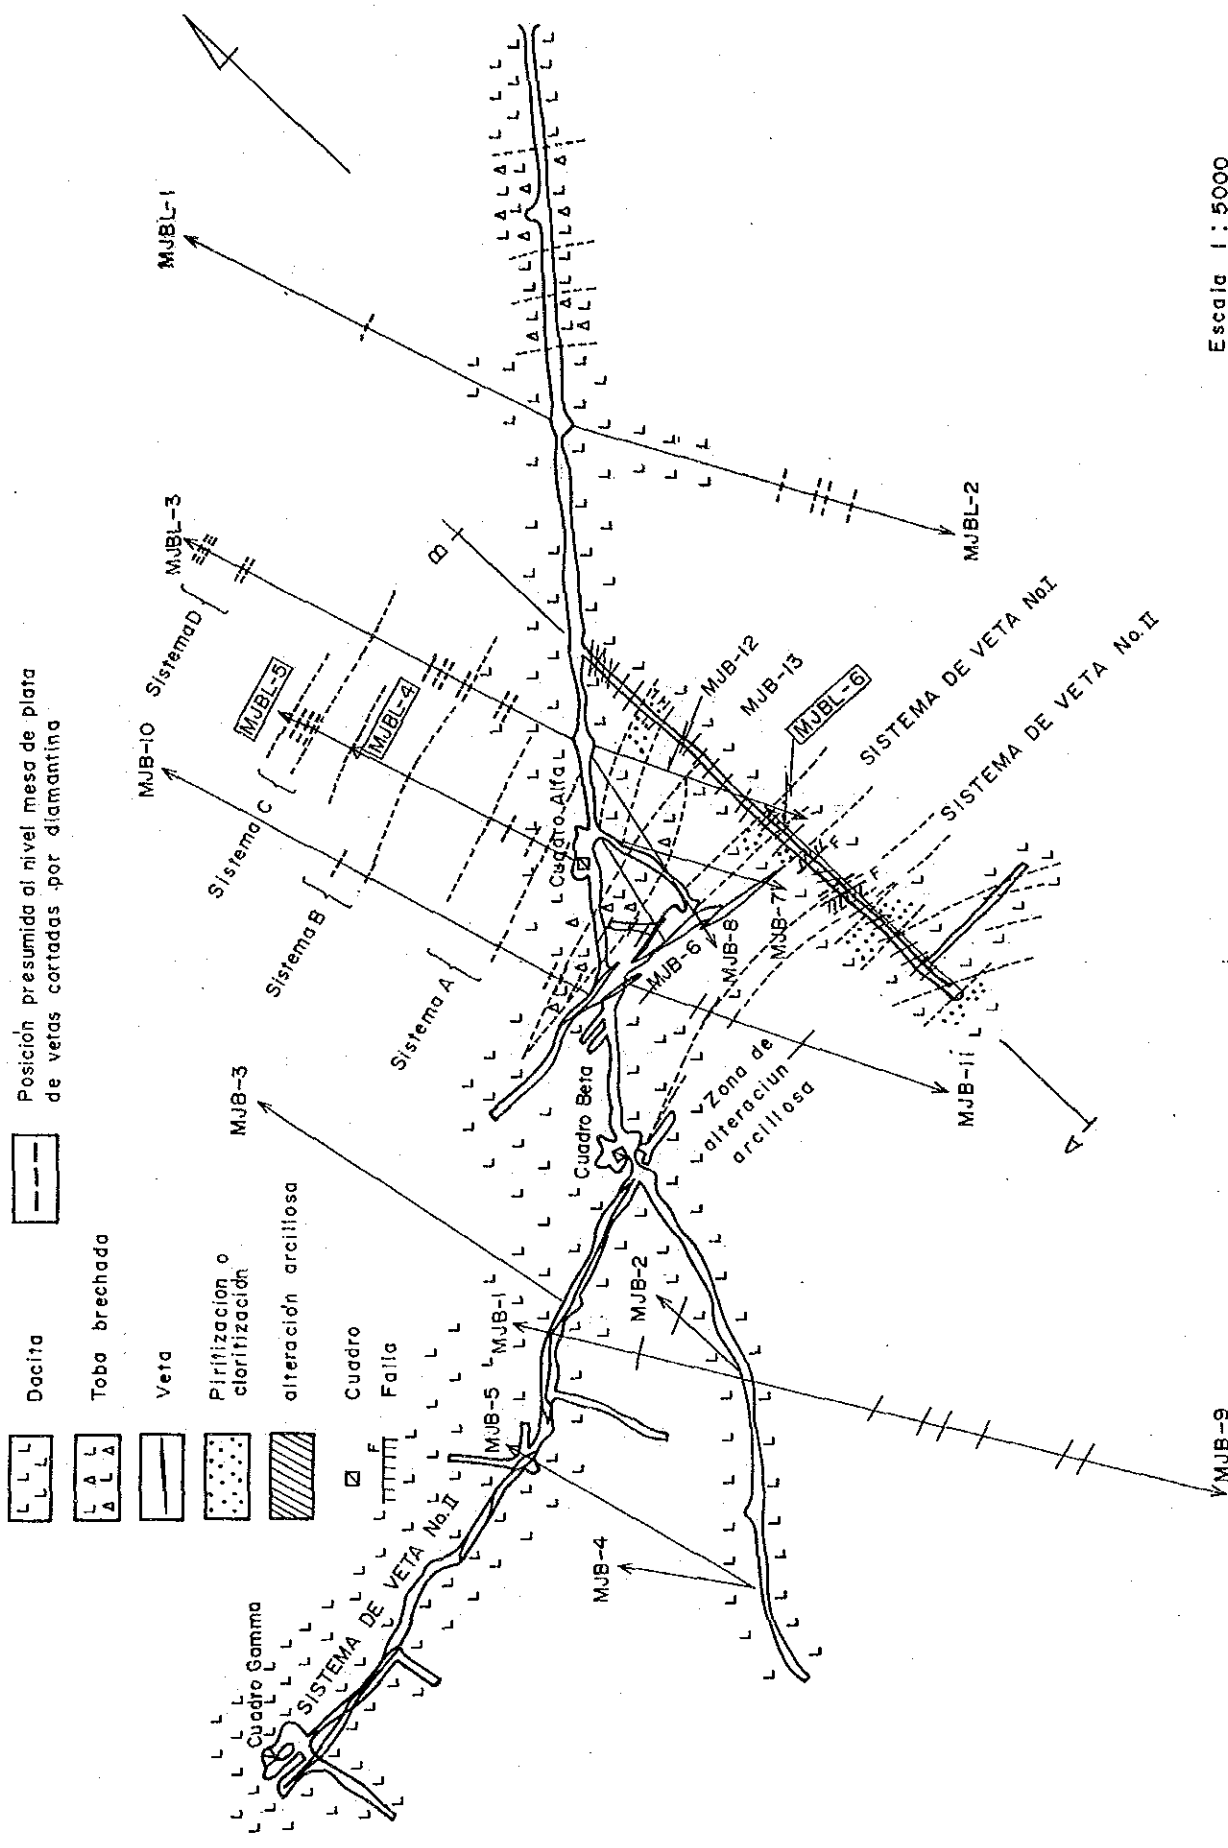 Dacita
Toba brechada
Veta
Piritizacion o
cloritización
alteración arcillosa
Cuadro
F
Falla
Posición presumida al nivel mesa de plata
de vetas cortadas por diamantina
Cuadro Gamma
SISTEMA DE VETA No.II
MJB-5
MJB-4
MJB-1
MJB-2
MJB-9
MJB-3
Cuadro Beta
Zona de
alteraciun
arcillosa
A
MJB-11
Sistema A
Sistema B
Sistema C
Sistema D
MJB-10
MJBL-5
MJBL-4
MJBL-3
B
Cuadro Alfa
MJB-6
MJB-8
MJB-7
MJB-12
MJB-13
MJBL-6
F
F
SISTEMA DE VETA No.I
SISTEMA DE VETA No.II
MJBL-1
MJBL-2
Escala 1:5000